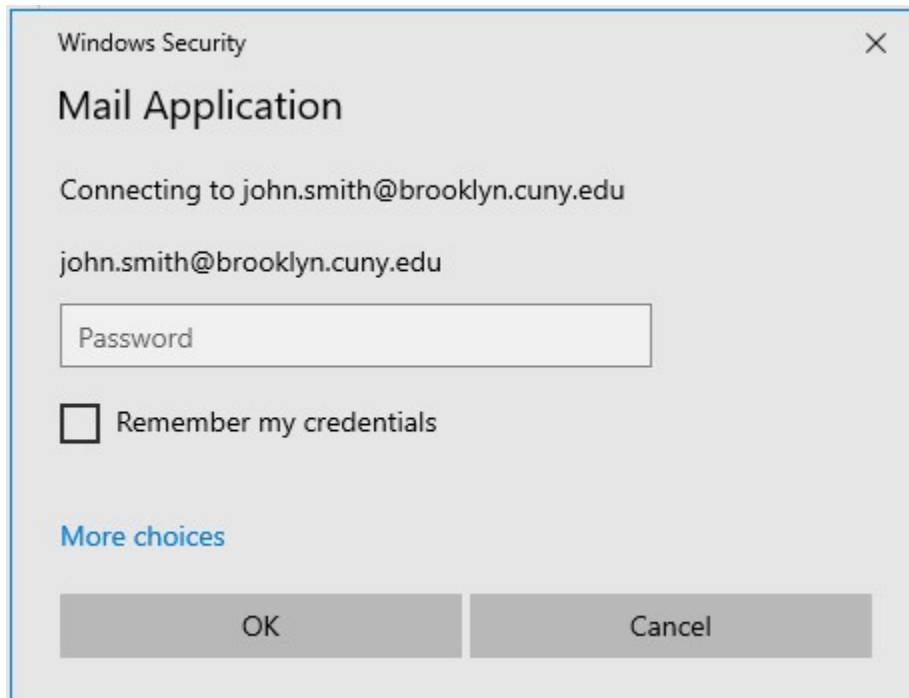 Windows Security
Mail Application
Connecting to john.smith@brooklyn.cuny.edu
john.smith@brooklyn.cuny.edu
Password
Remember my credentials
More choices
OK Cancel